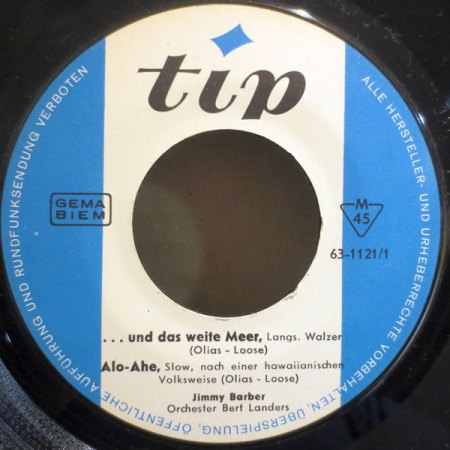 tip
GEMA
BIEM
M
45
63-1121/1
. . . und das weite Meer, Langs. Walzer
(Olias - Loose)
Alo-Ahe, Slow, nach einer hawaiianischen
Volksweise (Olias - Loose)
Jimmy Barber
Orchester Bert Landers
ALLE HERSTELLER- UND URHEBERRECHTE VORBEHALTEN, ÜBERSPIELUNG, ÖFFENTLICHE AUFFÜHRUNG UND RUNDFUNKSENDUNG VERBOTEN